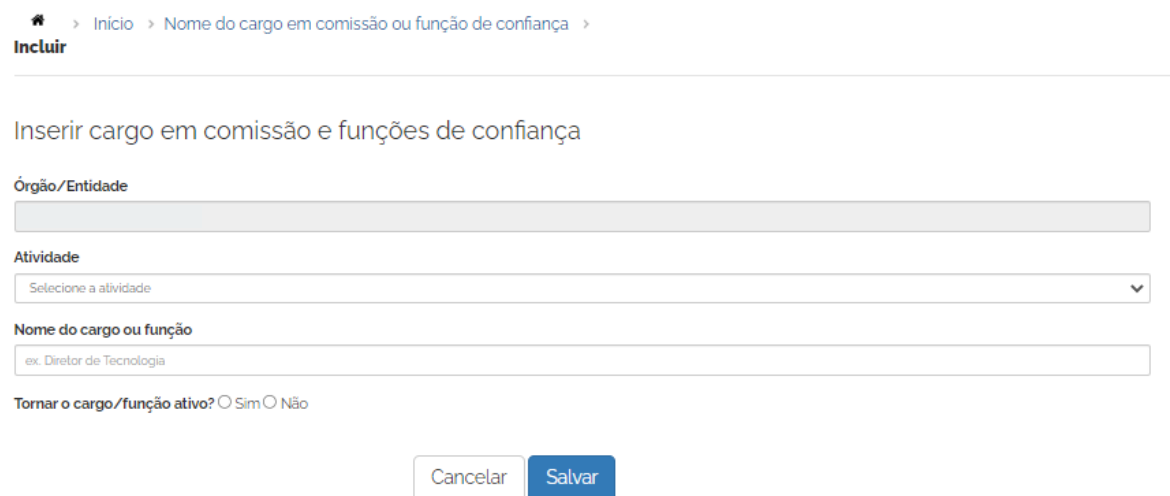 > Início > Nome do cargo em comissão ou função de confiança >
Incluir
Inserir cargo em comissão e funções de confiança
Órgão/Entidade
Atividade
Selecione a atividade
Nome do cargo ou função
ex. Diretor de Tecnologia
Tornar o cargo/função ativo? Sim Não
Cancelar Salvar